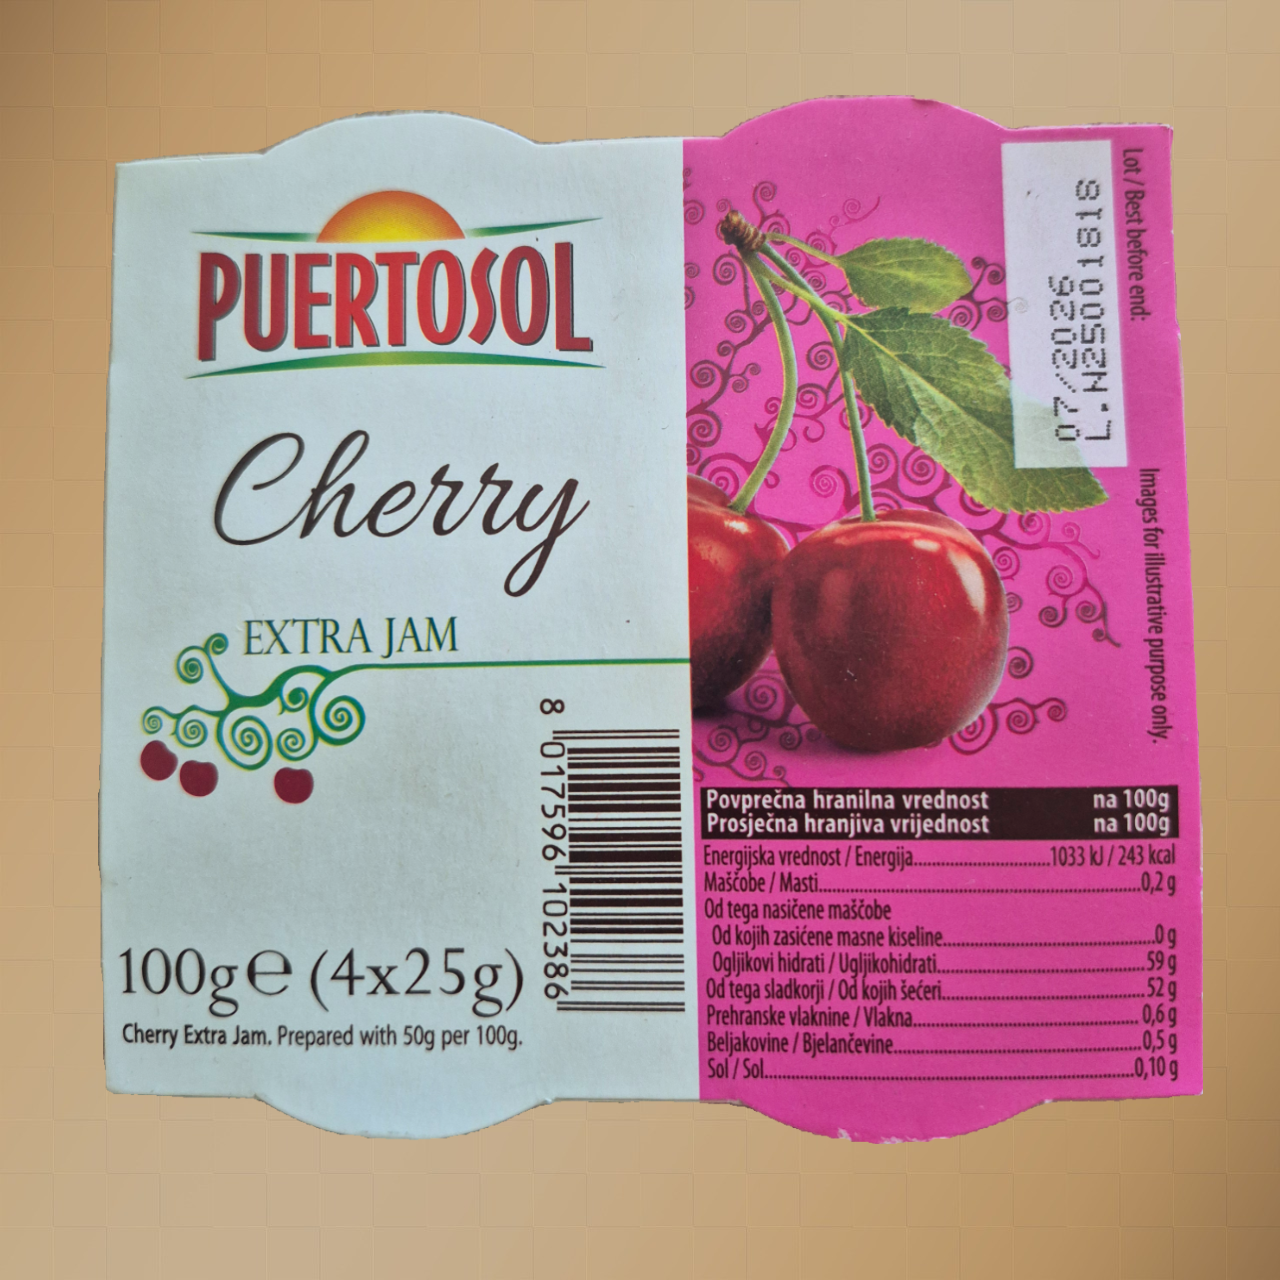 PUERTOSOL
Cherry
EXTRA JAM
8 017596 102386
100g℮ (4x25g)
Cherry Extra Jam. Prepared with 50g per 100g.
Lot / Best before end:
07/2026
L.N25001818
Images for illustrative purpose only.
Povprečna hranilna vrednost na 100g
Prosječna hranjiva vrijednost na 100g
Energijska vrednost / Energija..............................1033 kJ / 243 kcal
Maščobe / Masti.......................................................0,2 g
Od tega nasičene maščobe
Od kojih zasićene masne kiseline...................................0 g
Ogljikovi hidrati / Ugljikohidrati...................................59 g
Od tega sladkorji / Od kojih šećeri...................................52 g
Prehranske vlaknine / Vlakna.......................................0,6 g
Beljakovine / Bjelančevine..........................................0,5 g
Sol / Sol.................................................................0,10 g